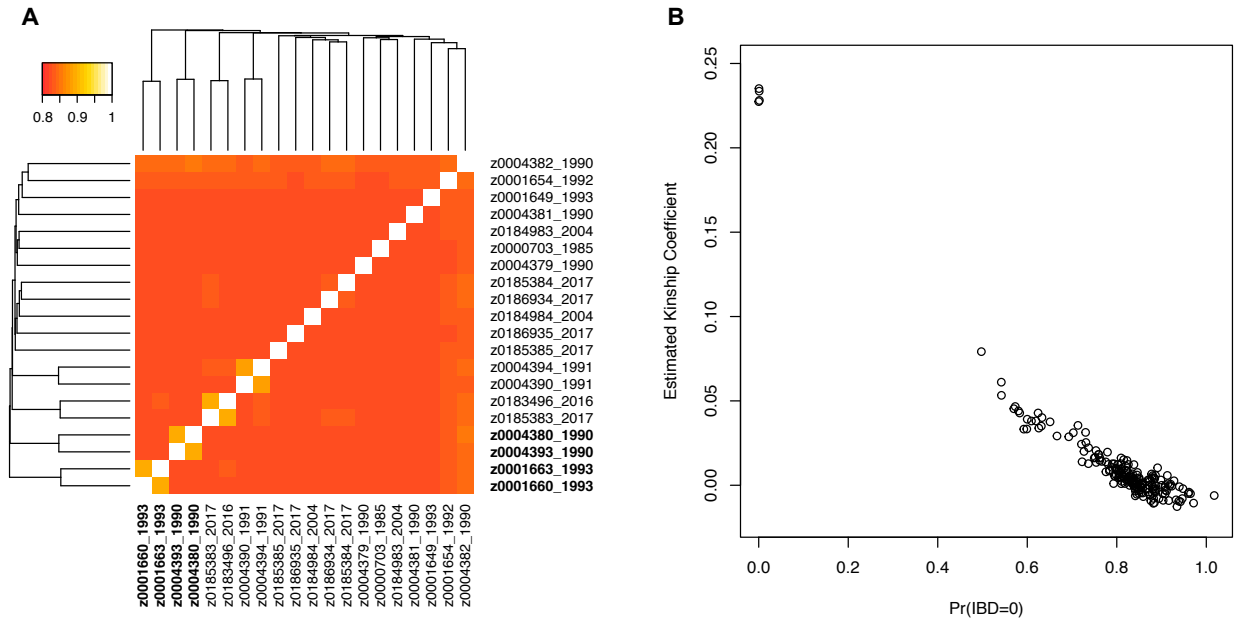 A
0.8 0.9 1
z0004382_1990
z0001654_1992
z0001649_1993
z0004381_1990
z0184983_2004
z0000703_1985
z0004379_1990
z0185384_2017
z0186934_2017
z0184984_2004
z0186935_2017
z0185385_2017
z0004394_1991
z0004390_1991
z0183496_2016
z0185383_2017
z0004380_1990
z0004393_1990
z0001663_1993
z0001660_1993
z0001660_1993
z0001663_1993
z0004393_1990
z0004380_1990
z0185383_2017
z0183496_2016
z0004390_1991
z0004394_1991
z0185385_2017
z0186935_2017
z0184984_2004
z0186934_2017
z0185384_2017
z0004379_1990
z0000703_1985
z0184983_2004
z0004381_1990
z0001649_1993
z0001654_1992
z0004382_1990
B
Estimated Kinship Coefficient
0.25
0.20
0.15
0.10
0.05
0.00
0.0 0.2 0.4 0.6 0.8 1.0
Pr(IBD=0)